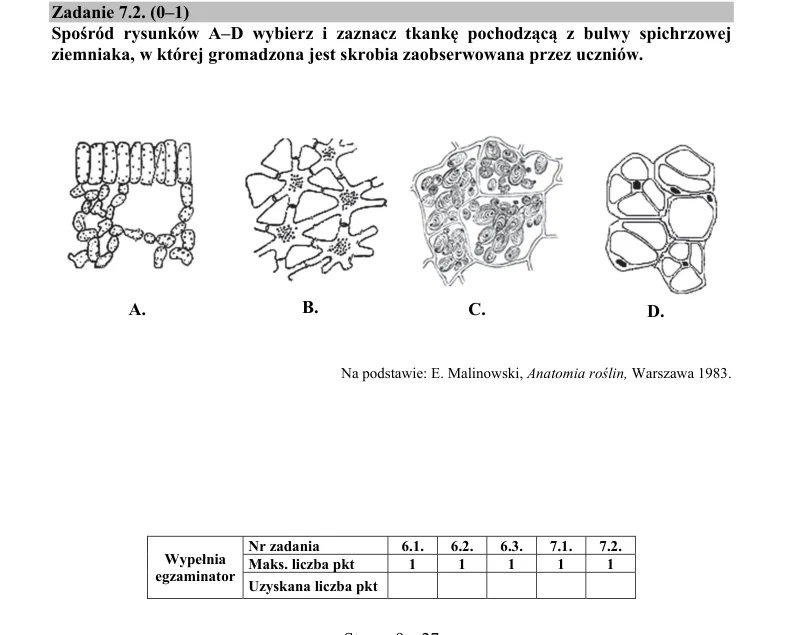 Zadanie 7.2. (0–1)
Spośród rysunków A–D wybierz i zaznacz tkankę pochodzącą z bulwy spichrzowej
ziemniaka, w której gromadzona jest skrobia zaobserwowana przez uczniów.
A.
B.
C.
D.
Na podstawie: E. Malinowski, Anatomia roślin, Warszawa 1983.
Wypełnia
egzaminator
Nr zadania 6.1. 6.2. 6.3. 7.1. 7.2.
Maks. liczba pkt 1 1 1 1 1
Uzyskana liczba pkt